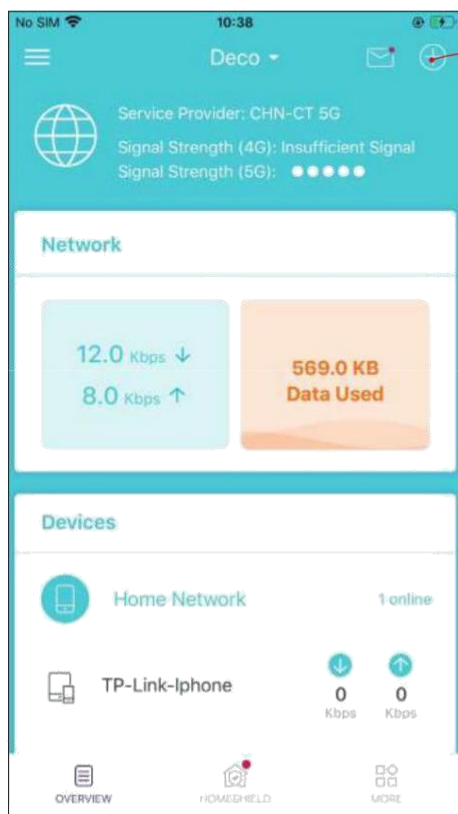 No SIM 10:38
Deco
Service Provider: CHN-CT 5G
Signal Strength (4G): Insufficient Signal
Signal Strength (5G):
Network
12.0 Kbps ↓
8.0 Kbps ↑
569.0 KB
Data Used
Devices
Home Network 1 online
TP-Link-Iphone
0 0
Kbps Kbps
OVERVIEW HOMESHIELD MORE